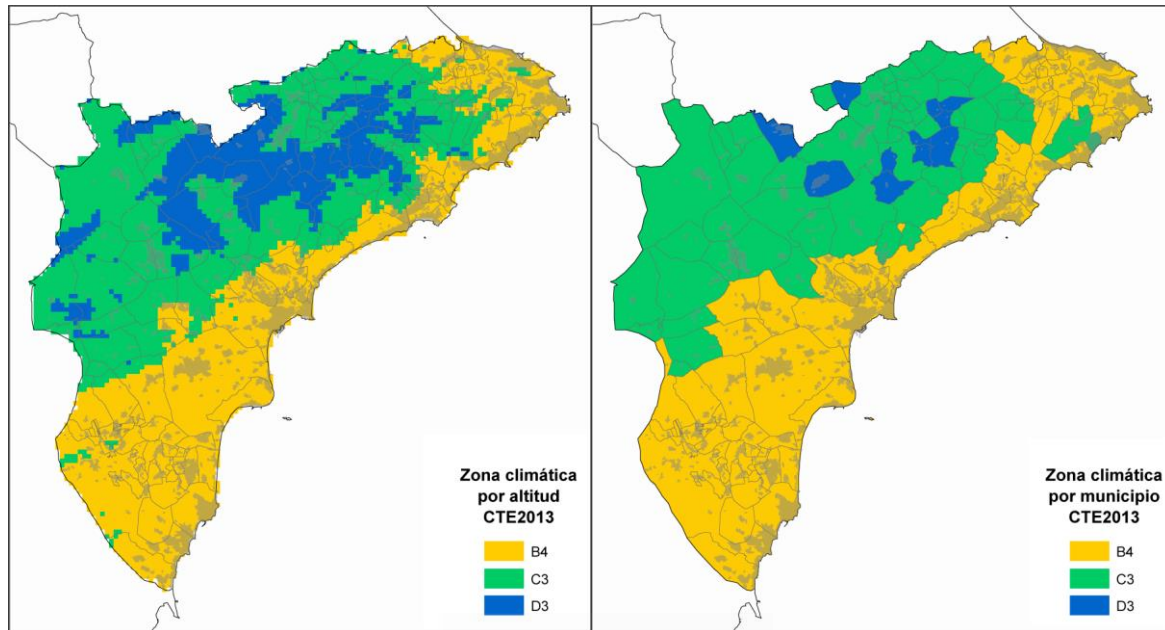 Zona climática
por altitud
CTE2013
B4
C3
D3
Zona climática
por municipio
CTE2013
B4
C3
D3